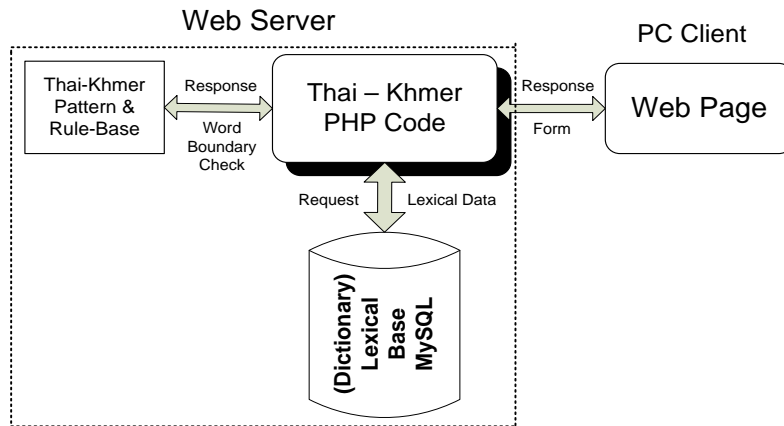 Web Server
PC Client
Thai-Khmer
Pattern &
Rule-Base
Response
Word
Boundary
Check
Thai – Khmer
PHP Code
Response
Form
Web Page
Request
Lexical Data
(Dictionary)
Lexical
Base
MySQL